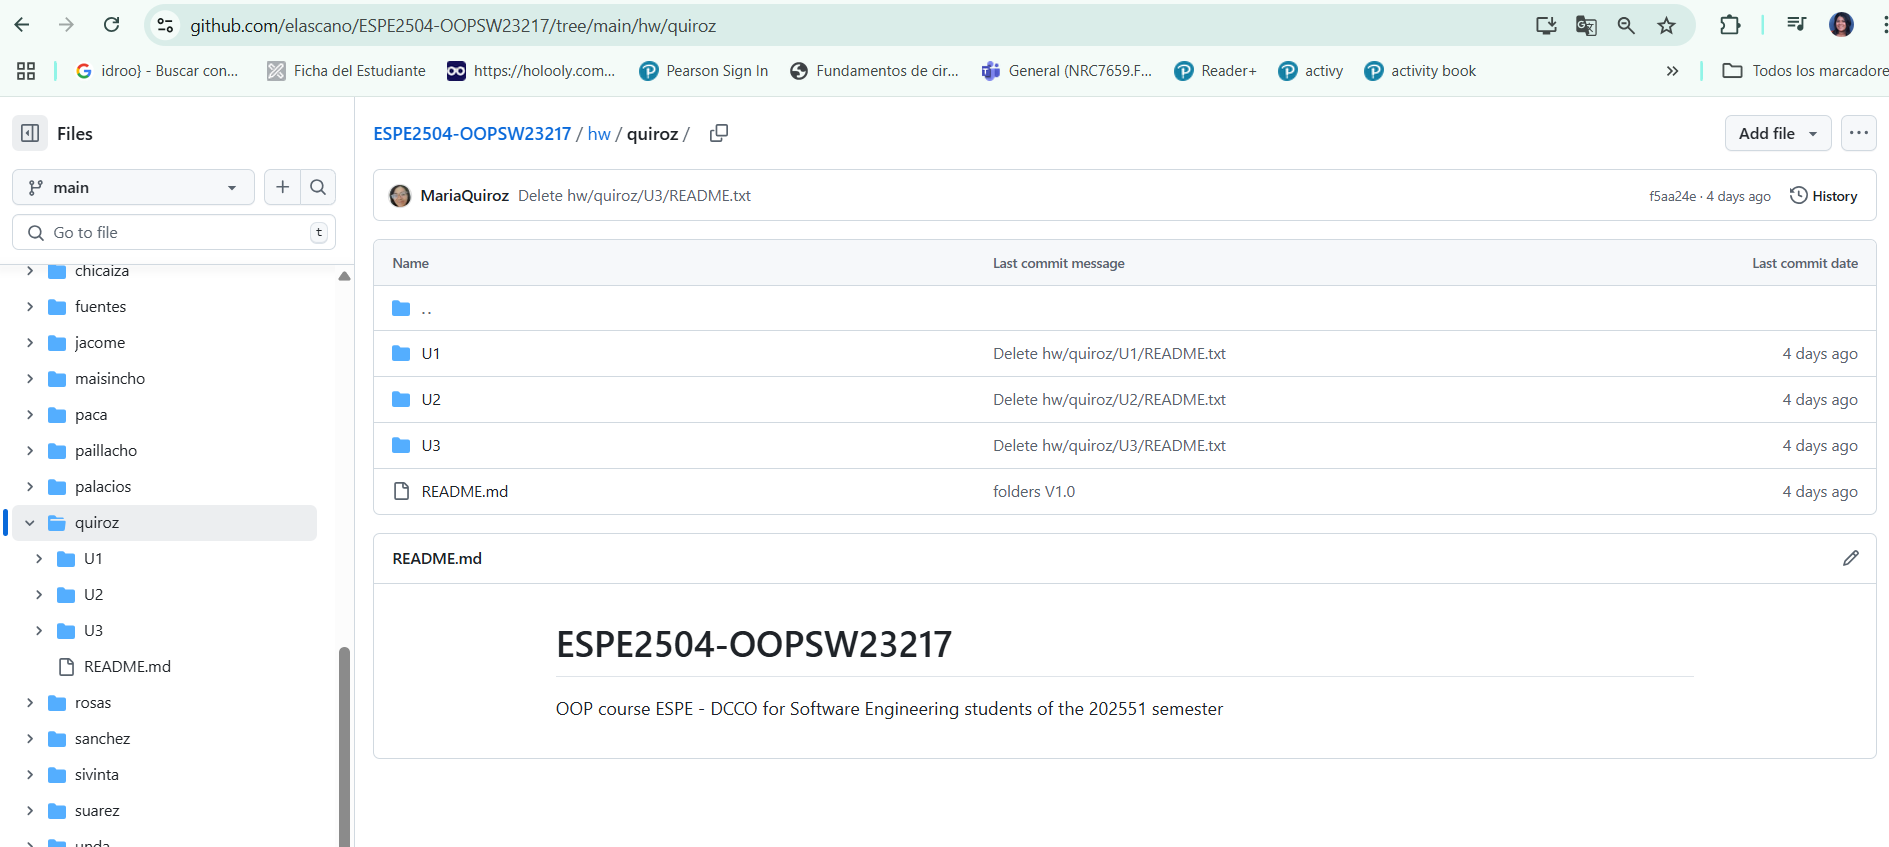 github.com/elascano/ESPE2504-OOPSW23217/tree/main/hw/quiroz
idroo} - Buscar con...
Ficha del Estudiante
https://holooly.com...
Pearson Sign In
Fundamentos de cir...
General (NRC7659.F...
Reader+
activy
activity book
Todos los marcadore
Files
main
Go to file
t
chicaiza
fuentes
jacome
maisincho
paca
paillacho
palacios
quiroz
U1
U2
U3
README.md
rosas
sanchez
sivinta
suarez
ESPE2504-OOPSW23217 / hw / quiroz /
Add file
MariaQuiroz Delete hw/quiroz/U3/README.txt
f5aa24e · 4 days ago
History
Name Last commit message Last commit date
..
U1 Delete hw/quiroz/U1/README.txt 4 days ago
U2 Delete hw/quiroz/U2/README.txt 4 days ago
U3 Delete hw/quiroz/U3/README.txt 4 days ago
README.md folders V1.0 4 days ago
README.md
ESPE2504-OOPSW23217
OOP course ESPE - DCCO for Software Engineering students of the 202551 semester